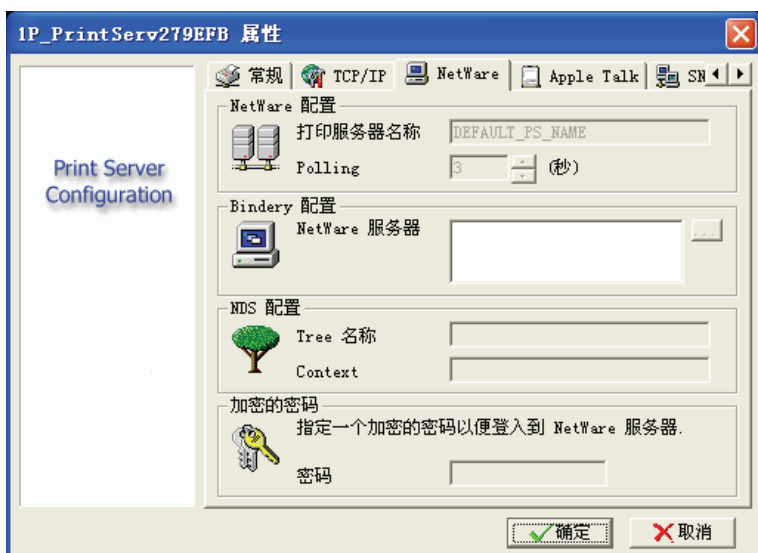 1P_PrintServ279EFB 属性
常规 TCP/IP NetWare Apple Talk SN
Print Server
Configuration
NetWare 配置
打印服务器名称 DEFAULT_PS_NAME
Polling 3 (秒)
Bindery 配置
NetWare 服务器 ...
NDS 配置
Tree 名称
Context
加密的密码
指定一个加密的密码以便登入到 NetWare 服务器.
密码
确定 取消